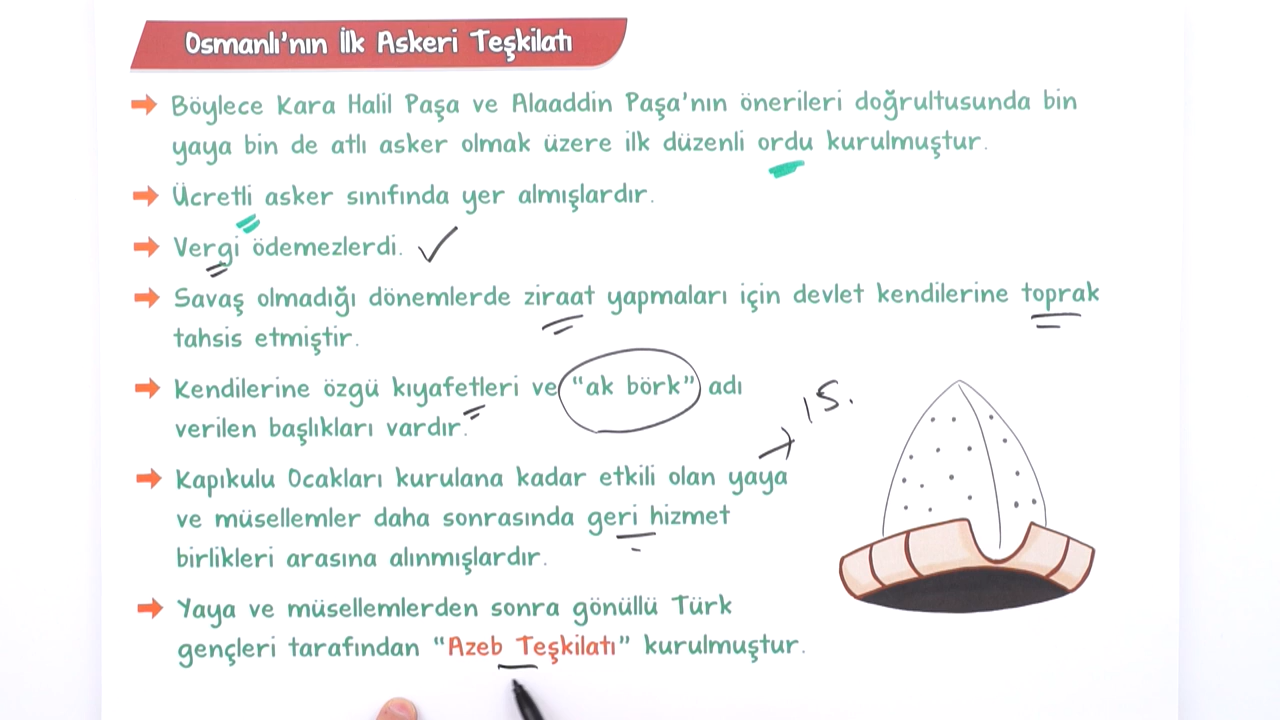 Osmanlı'nın İlk Askeri Teşkilatı
Böylece Kara Halil Paşa ve Alaaddin Paşa'nın önerileri doğrultusunda bin
yaya bin de atlı asker olmak üzere ilk düzenli ordu kurulmuştur.
Ücretli asker sınıfında yer almışlardır.
Vergi ödemezlerdi.
Savaş olmadığı dönemlerde ziraat yapmaları için devlet kendilerine toprak
tahsis etmiştir.
Kendilerine özgü kıyafetleri ve "ak börk" adı
verilen başlıkları vardır.
15.
Kapıkulu Ocakları kurulana kadar etkili olan yaya
ve müsellemler daha sonrasında geri hizmet
birlikleri arasına alınmışlardır.
Yaya ve müsellemlerden sonra gönüllü Türk
gençleri tarafından "Azeb Teşkilatı" kurulmuştur.